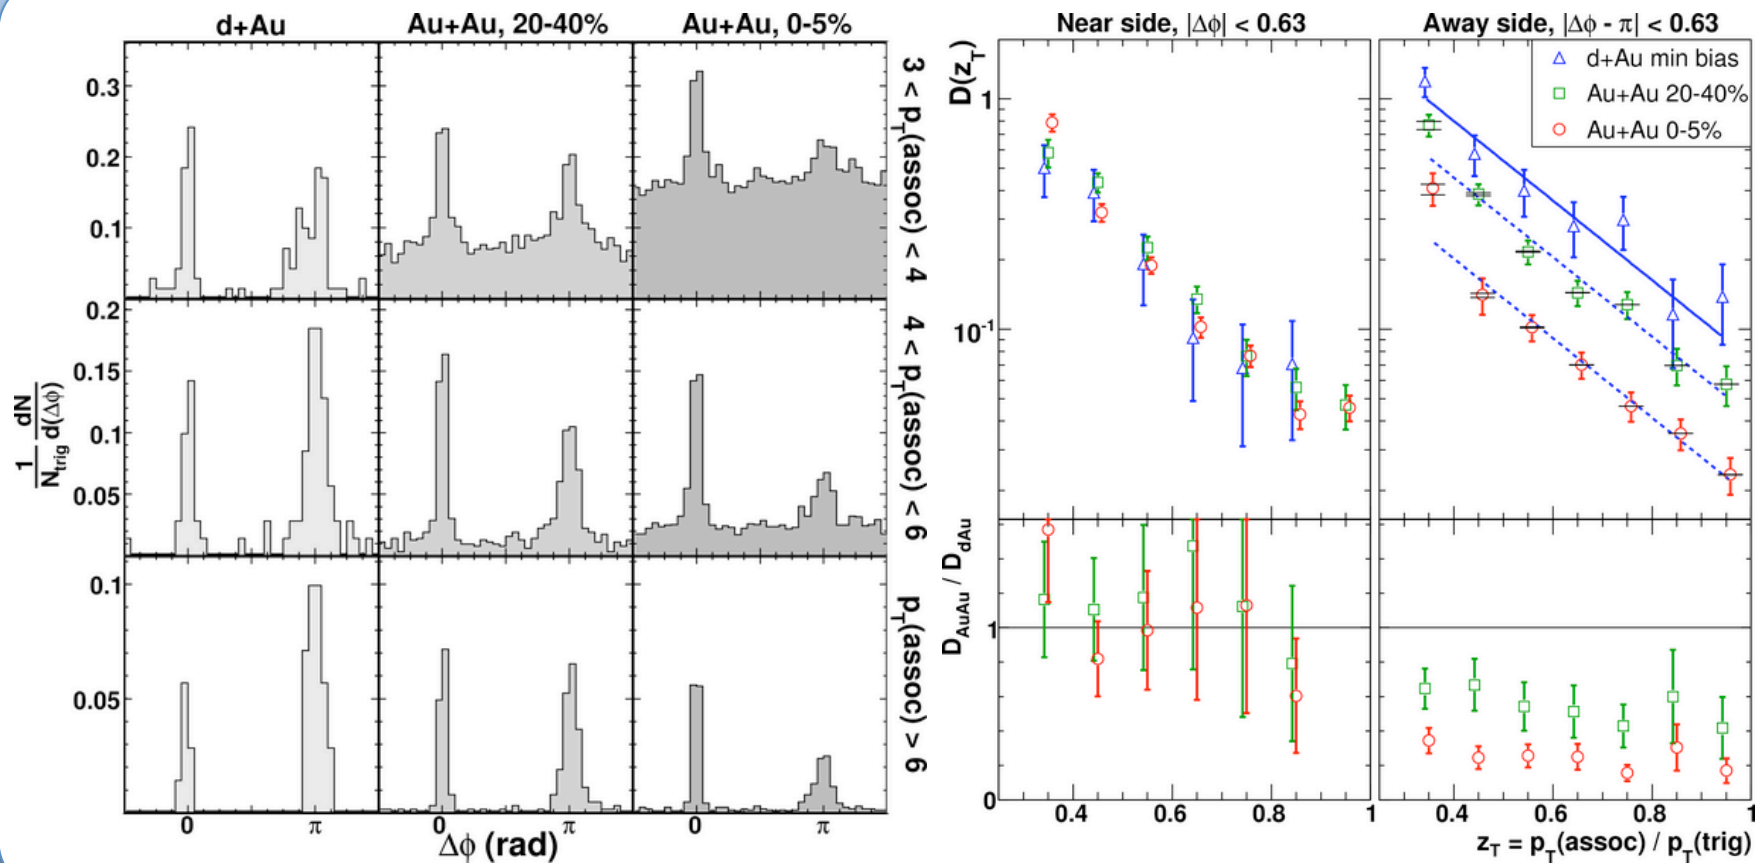 d+Au
Au+Au, 20-40%
Au+Au, 0-5%
0.3
0.2
0.1
3 < p_T(assoc) < 4
0.2
0.15
0.1
0.05
4 < p_T(assoc) < 6
0.1
0.05
p_T(assoc) > 6
1/N_trig dN/d(Δϕ)
0 π 0 π 0 π
Δϕ (rad)
Near side, |Δϕ| < 0.63
Away side, |Δϕ - π| < 0.63
D(z_T)
1
10^-1
d+Au min bias
Au+Au 20-40%
Au+Au 0-5%
D_AuAu / D_dAu
1
0
0.4 0.6 0.8 1
0.4 0.6 0.8 1
z_T = p_T(assoc) / p_T(trig)